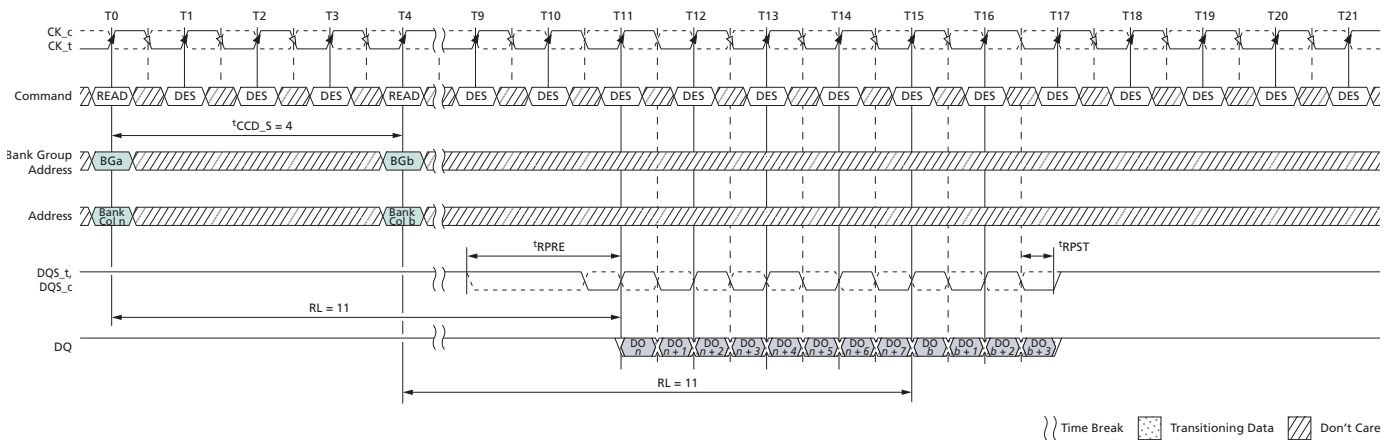 T0 T1 T2 T3 T4 T9 T10 T11 T12 T13 T14 T15 T16 T17 T18 T19 T20 T21
CK_c
CK_t
Command READ DES DES DES READ DES DES DES DES DES DES DES DES DES DES DES DES DES
tCCD_S = 4
Bank Group
Address
BGa BGb
Address
Bank
Col n
Bank
Col b
tRPRE tRPST
DQS_t,
DQS_c
RL = 11
DQ
DO
n
DO
n + 1
DO
n + 2
DO
n + 3
DO
n + 4
DO
n + 5
DO
n + 6
DO
n + 7
DO
b
DO
b + 1
DO
b + 2
DO
b + 3
RL = 11
Time Break Transitioning Data Don't Care